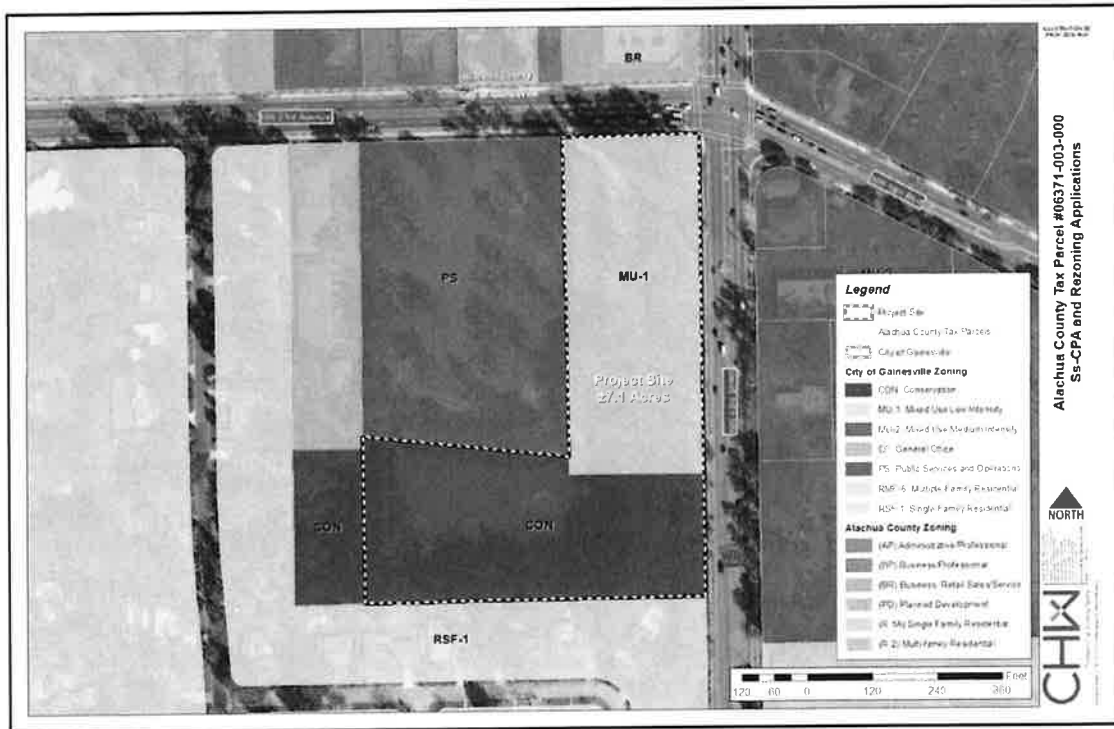 BR
PS
MU-1
Project Site
±7.1 Acres
CON
CON
RSF-1
Legend
Project Site
Alachua County Tax Parcels
City of Gainesville
City of Gainesville Zoning
CON: Conservation
MU-1: Mixed Use Low Intensity
MU-2: Mixed Use Medium Intensity
OF: General Office
PS: Public Services and Operations
Multiple Family Residential
RSF-1: Single Family Residential
Alachua County Zoning
(AP) Administrative/Professional
(BP) Business/Professional
(BR) Business, Retail Sales/Service
(PD) Planned Development
Single Family Residential
Multi-family Residential
120 60 0 120 240 360
Feet
Alachua County Tax Parcel #06371-003-000
Ss-CPA and Rezoning Applications
NORTH
CHW